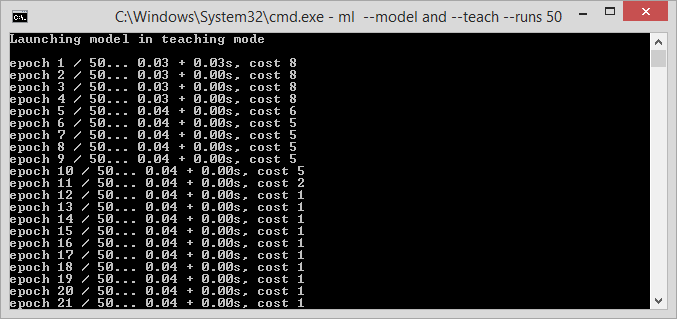 C:\Windows\System32\cmd.exe - ml  --model and --teach --runs 50
Launching model in teaching mode
epoch 1 / 50... 0.03 + 0.03s, cost 8
epoch 2 / 50... 0.03 + 0.00s, cost 8
epoch 3 / 50... 0.03 + 0.00s, cost 8
epoch 4 / 50... 0.03 + 0.00s, cost 8
epoch 5 / 50... 0.04 + 0.00s, cost 6
epoch 6 / 50... 0.04 + 0.00s, cost 5
epoch 7 / 50... 0.04 + 0.00s, cost 5
epoch 8 / 50... 0.04 + 0.00s, cost 5
epoch 9 / 50... 0.04 + 0.00s, cost 5
epoch 10 / 50... 0.04 + 0.00s, cost 5
epoch 11 / 50... 0.04 + 0.00s, cost 2
epoch 12 / 50... 0.04 + 0.00s, cost 1
epoch 13 / 50... 0.04 + 0.00s, cost 1
epoch 14 / 50... 0.04 + 0.00s, cost 1
epoch 15 / 50... 0.04 + 0.00s, cost 1
epoch 16 / 50... 0.04 + 0.00s, cost 1
epoch 17 / 50... 0.04 + 0.00s, cost 1
epoch 18 / 50... 0.04 + 0.00s, cost 1
epoch 19 / 50... 0.04 + 0.00s, cost 1
epoch 20 / 50... 0.04 + 0.00s, cost 1
epoch 21 / 50... 0.04 + 0.00s, cost 1